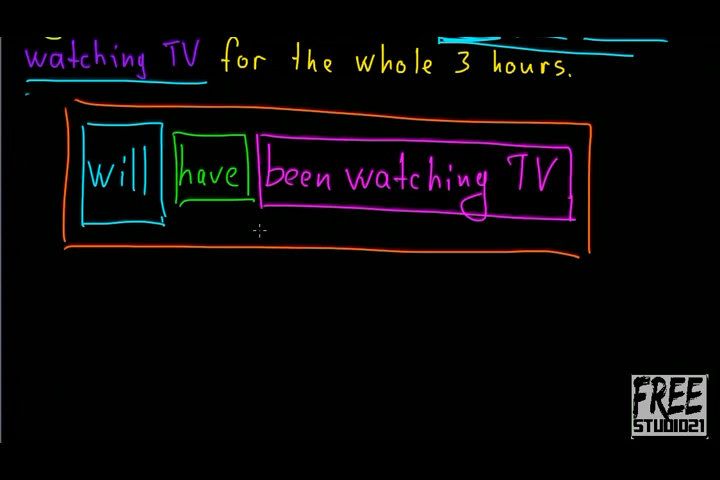 watching TV for the whole 3 hours.
will have been watching TV
FREE
STUDIO21